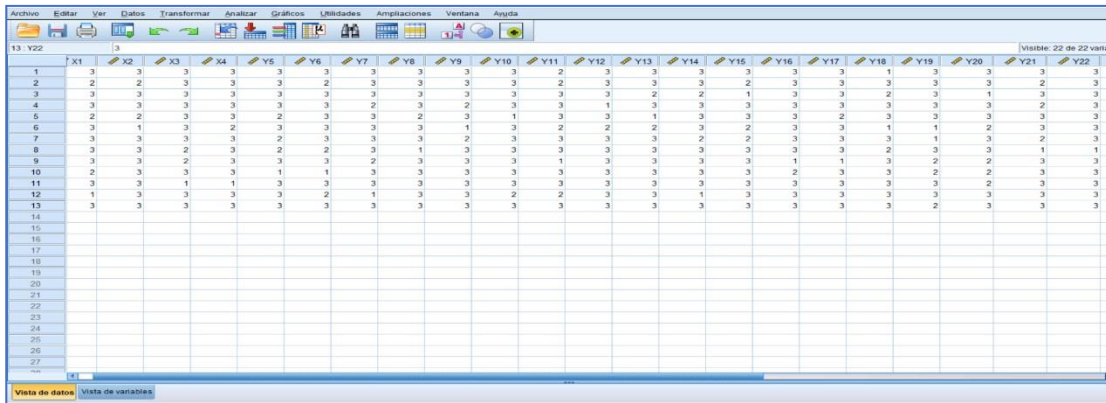 Archivo Editar Ver Datos Transformar Analizar Gráficos Utilidades Ampliaciones Ventana Ayuda
13 : Y22 3 Visible: 22 de 22
X1 X2 X3 X4 Y5 Y6 Y7 Y8 Y9 Y10 Y11 Y12 Y13 Y14 Y15 Y16 Y17 Y18 Y19 Y20 Y21 Y22
1 3 3 3 3 3 3 3 3 3 3 2 3 3 3 3 3 3 1 3 3 3 3
2 2 2 3 3 3 2 3 3 3 3 2 3 3 3 2 3 3 3 3 3 2 3
3 3 3 3 3 3 3 3 3 3 3 3 3 2 2 1 3 3 2 3 1 3 3
4 3 3 3 3 3 3 2 3 2 3 3 1 3 3 3 3 3 3 3 3 2 3
5 2 2 3 3 2 3 3 2 3 1 3 3 1 3 3 3 2 3 3 3 3 3
6 3 1 3 2 3 3 3 3 1 3 2 2 2 3 2 3 3 1 1 2 3 3
7 3 3 3 3 2 3 3 3 2 3 3 3 3 2 2 3 3 3 1 3 2 3
8 3 3 2 3 2 2 3 1 3 3 3 3 3 3 3 3 3 2 3 3 1 1
9 3 3 2 3 3 3 2 3 3 3 1 3 3 3 3 1 1 3 2 2 3 3
10 2 3 3 3 1 1 3 3 3 3 3 3 3 3 3 2 3 3 2 2 3 3
11 3 3 1 1 3 3 3 3 3 3 3 3 3 3 3 3 3 3 3 2 3 3
12 1 3 3 3 3 2 1 3 3 2 2 3 3 1 3 3 3 3 3 3 3 3
13 3 3 3 3 3 3 3 3 3 3 3 3 3 3 3 3 3 3 2 3 3 3
14
15
16
17
18
19
20
21
22
23
24
25
26
27
Vista de datos Vista de variables